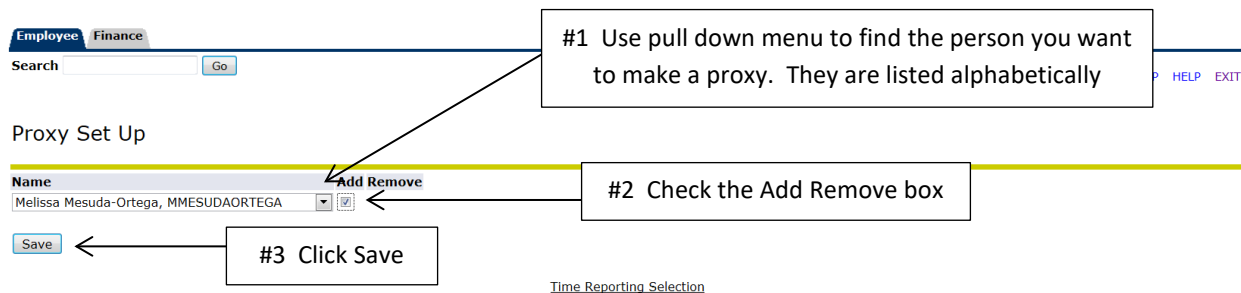 Employee Finance
#1 Use pull down menu to find the person you want
to make a proxy. They are listed alphabetically
Search Go
P HELP EXIT
Proxy Set Up
Name Add Remove
Melissa Mesuda-Ortega, MMESUDAORTEGA
#2 Check the Add Remove box
Save
#3 Click Save
Time Reporting Selection